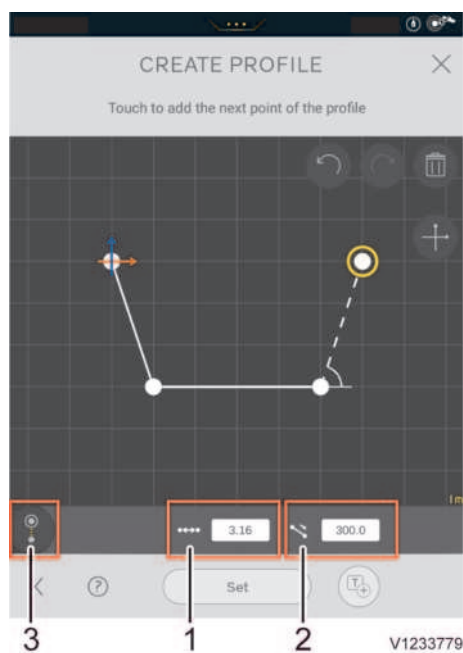 CREATE PROFILE
Touch to add the next point of the profile
1m
3.16
300.0
Set
3
1
2
V1233779